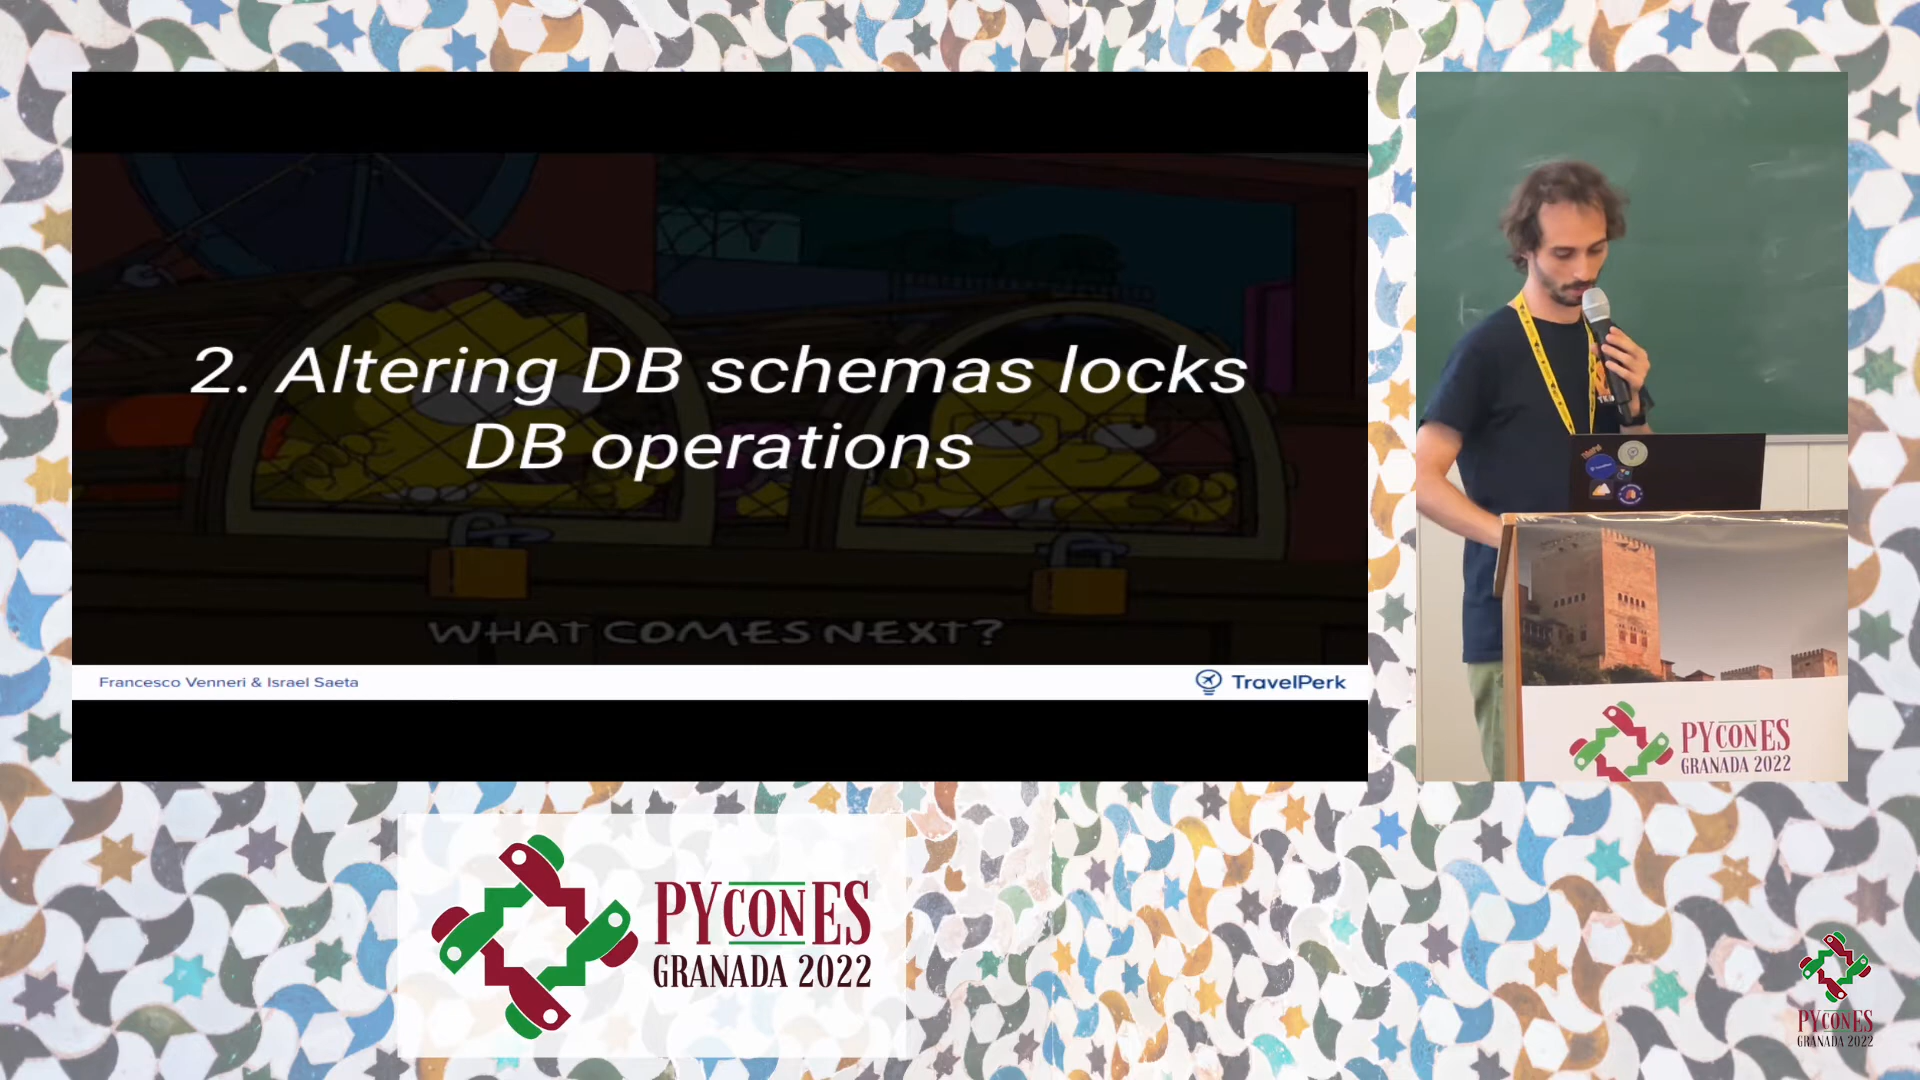 2. Altering DB schemas locks
DB operations
WHAT COMES NEXT?
Francesco Venneri & Israel Saeta
TravelPerk
PYCONES
GRANADA 2022
PYCONES
GRANADA 2022
PYCONES
GRANADA 2022